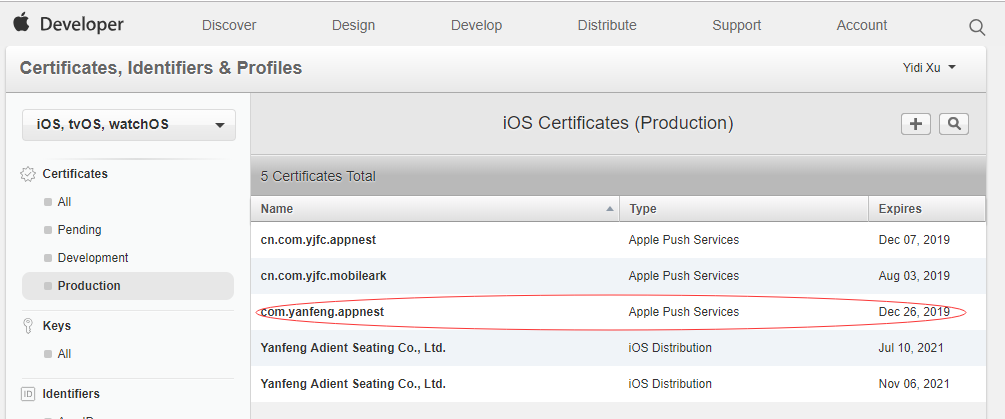 Developer Discover Design Develop Distribute Support Account
Certificates, Identifiers & Profiles Yidi Xu
iOS, tvOS, watchOS
iOS Certificates (Production)
Certificates
All
Pending
Development
Production
Keys
All
ID Identifiers
5 Certificates Total
Name Type Expires
cn.com.yjfc.appnest Apple Push Services Dec 07, 2019
cn.com.yjfc.mobileark Apple Push Services Aug 03, 2019
com.yanfeng.appnest Apple Push Services Dec 26, 2019
Yanfeng Adient Seating Co., Ltd. iOS Distribution Jul 10, 2021
Yanfeng Adient Seating Co., Ltd. iOS Distribution Nov 06, 2021